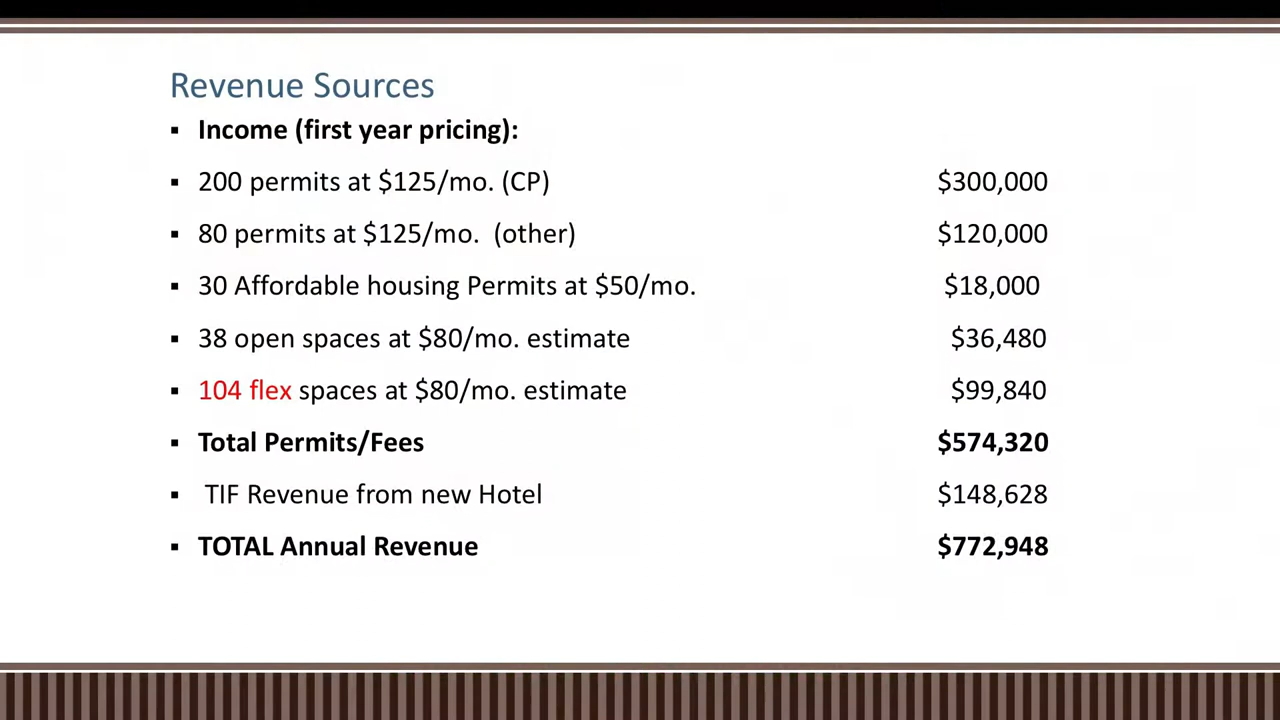 Revenue Sources
▪ Income (first year pricing):
▪ 200 permits at $125/mo. (CP) $300,000
▪ 80 permits at $125/mo. (other) $120,000
▪ 30 Affordable housing Permits at $50/mo. $18,000
▪ 38 open spaces at $80/mo. estimate $36,480
▪ 104 flex spaces at $80/mo. estimate $99,840
▪ Total Permits/Fees $574,320
▪ TIF Revenue from new Hotel $148,628
▪ TOTAL Annual Revenue $772,948